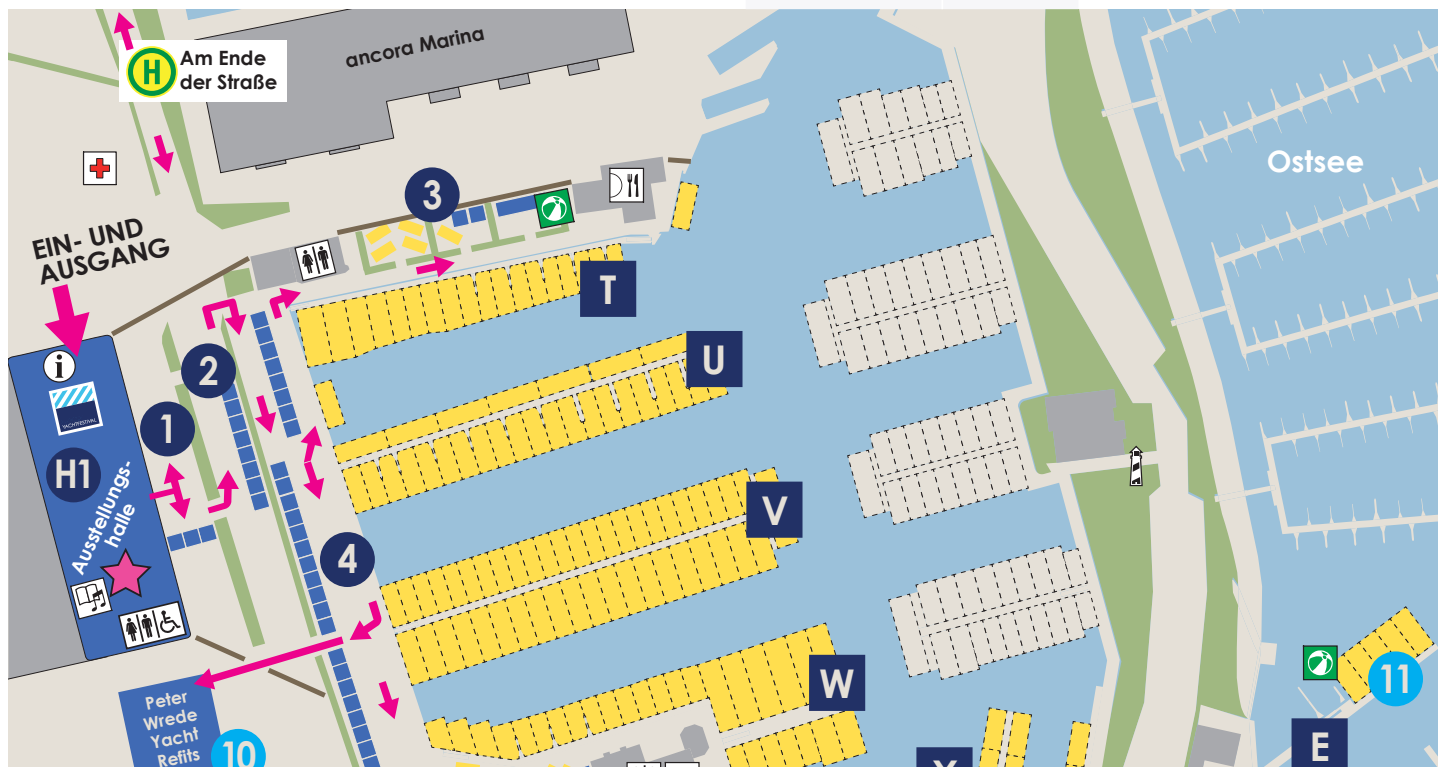 ancora Marina
H
Am Ende
der Straße
Ostsee
3
EIN- UND
AUSGANG
T
U
i
2
YACHTFESTIVAL
1
H1
Ausstellungs-
halle
V
4
W
11
Peter
Wrede
Yacht
Refits
10
E
X